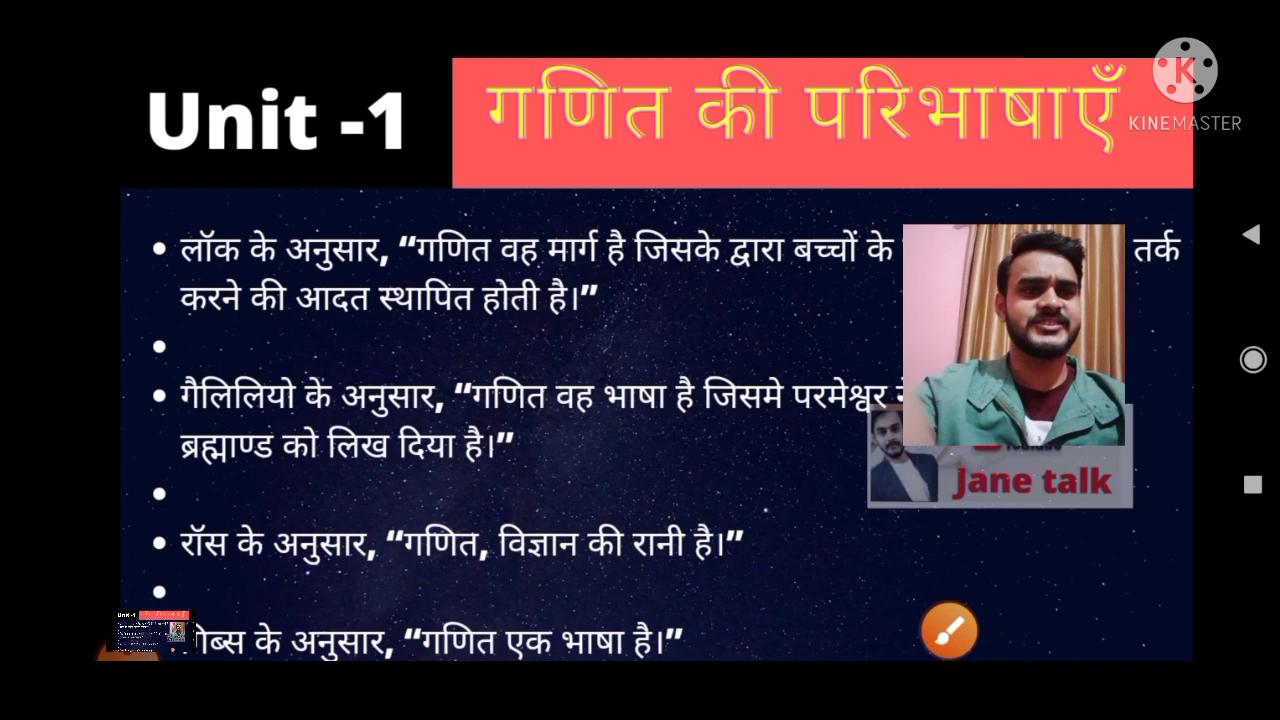 Unit -1
गणित की परिभाषाएँ
KINEMASTER
• लॉक के अनुसार, “गणित वह मार्ग है जिसके द्वारा बच्चों के तर्क
करने की आदत स्थापित होती है।”
•
• गैलिलियो के अनुसार, “गणित वह भाषा है जिसमे परमेश्वर
ब्रह्माण्ड को लिख दिया है।”
•
Jane talk
• रॉस के अनुसार, “गणित, विज्ञान की रानी है।”
•
के अनुसार, “गणित एक भाषा है।”